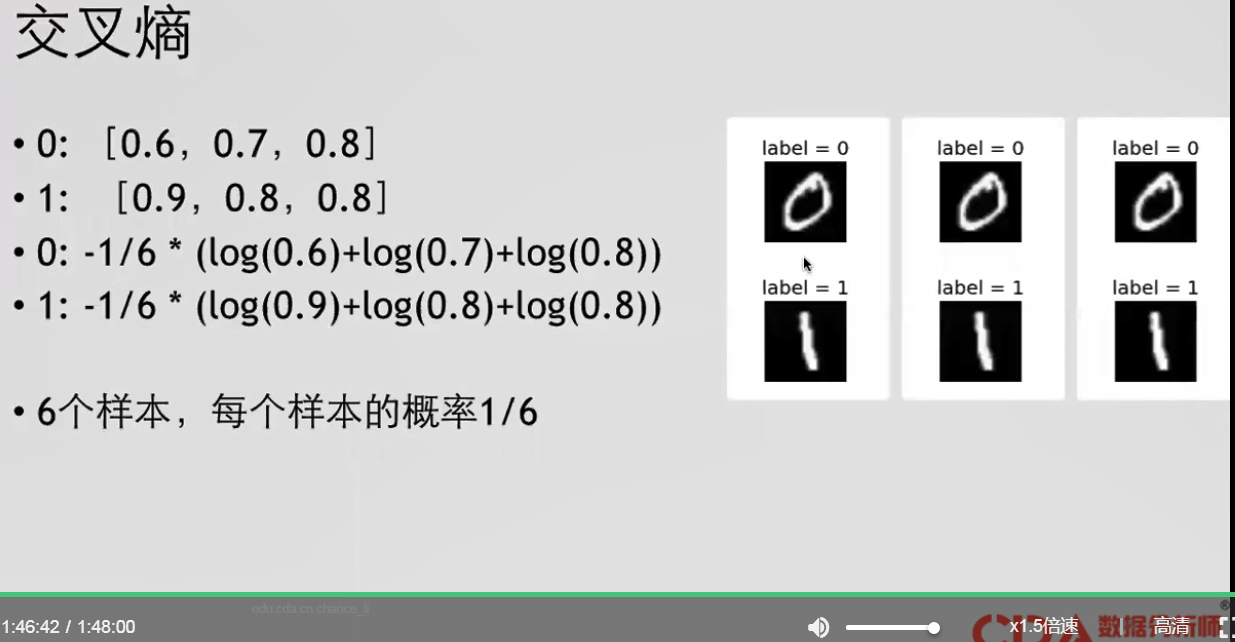 交叉熵
• 0: [0.6, 0.7, 0.8]
• 1: [0.9, 0.8, 0.8]
• 0: -1/6 * (log(0.6)+log(0.7)+log(0.8))
• 1: -1/6 * (log(0.9)+log(0.8)+log(0.8))
• 6个样本，每个样本的概率1/6
label = 0 label = 0 label = 0
label = 1 label = 1 label = 1
edu.cda.cn
1:46:42 / 1:48:00
CDA 数据分析师 ®
x1.5倍速 高清